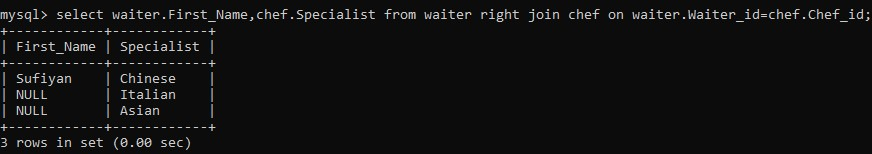 mysql> select waiter.First_Name,chef.Specialist from waiter right join chef on waiter.Waiter_id=chef.Chef_id;
+------------+------------+
| First_Name | Specialist |
+------------+------------+
| Sufiyan    | Chinese    |
| NULL       | Italian    |
| NULL       | Asian      |
+------------+------------+
3 rows in set (0.00 sec)